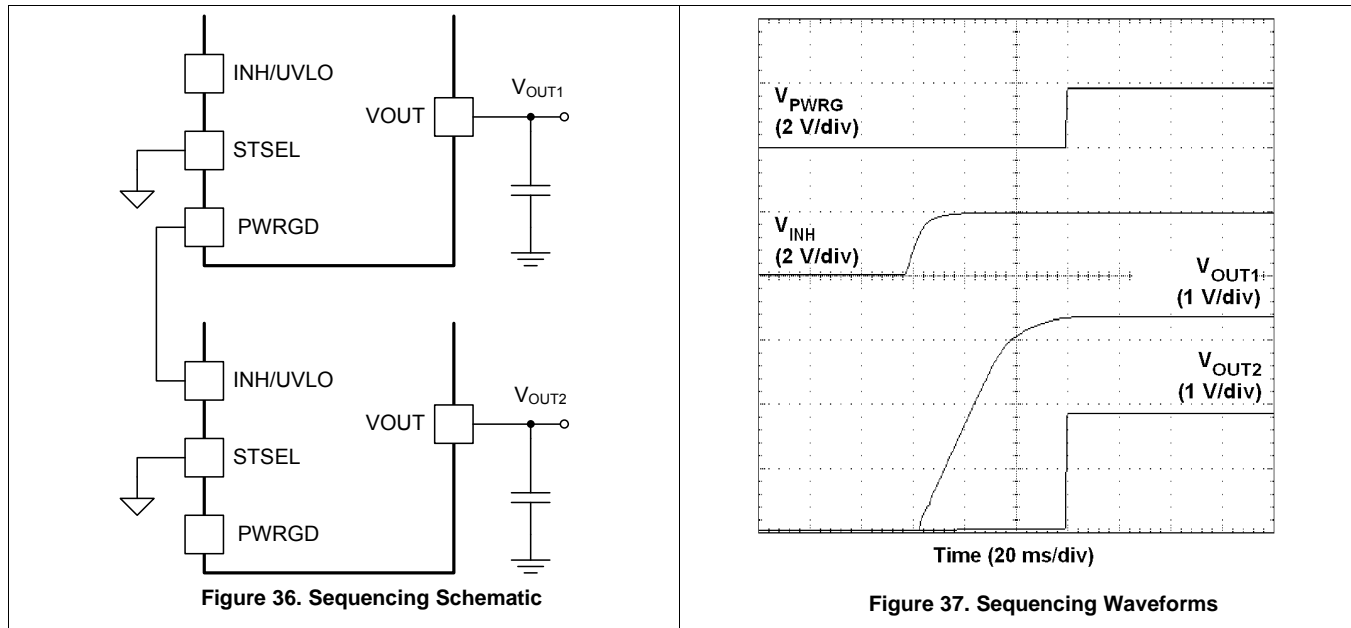 INH/UVLO
STSEL
PWRGD
VOUT
VOUT1
INH/UVLO
STSEL
PWRGD
VOUT
VOUT2
Figure 36. Sequencing Schematic
VPWRG
(2 V/div)
VINH
(2 V/div)
VOUT1
(1 V/div)
VOUT2
(1 V/div)
Time (20 ms/div)
Figure 37. Sequencing Waveforms